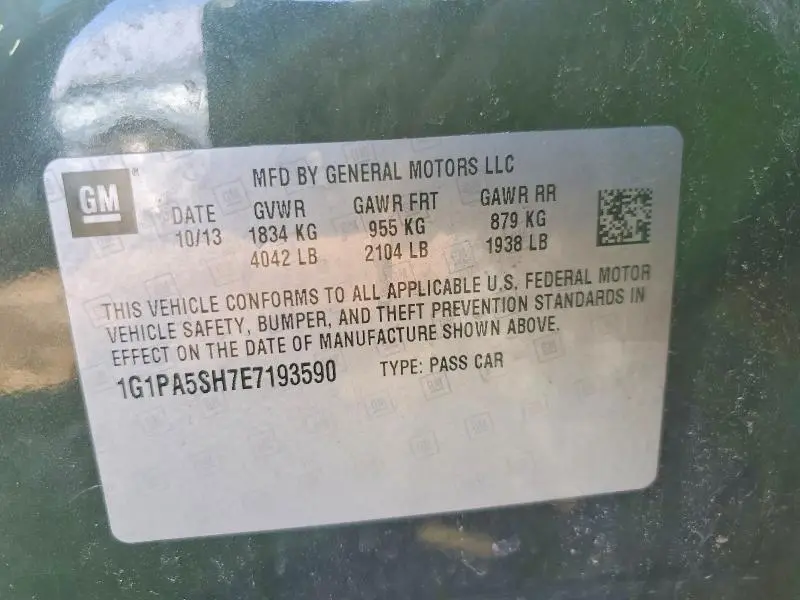 GM
MFD BY GENERAL MOTORS LLC
DATE GVWR GAWR FRT GAWR RR
10/13 1834 KG 955 KG 879 KG
4042 LB 2104 LB 1938 LB
THIS VEHICLE CONFORMS TO ALL APPLICABLE U.S. FEDERAL MOTOR
VEHICLE SAFETY, BUMPER, AND THEFT PREVENTION STANDARDS IN
EFFECT ON THE DATE OF MANUFACTURE SHOWN ABOVE.
1G1PA5SH7E7193590 TYPE: PASS CAR